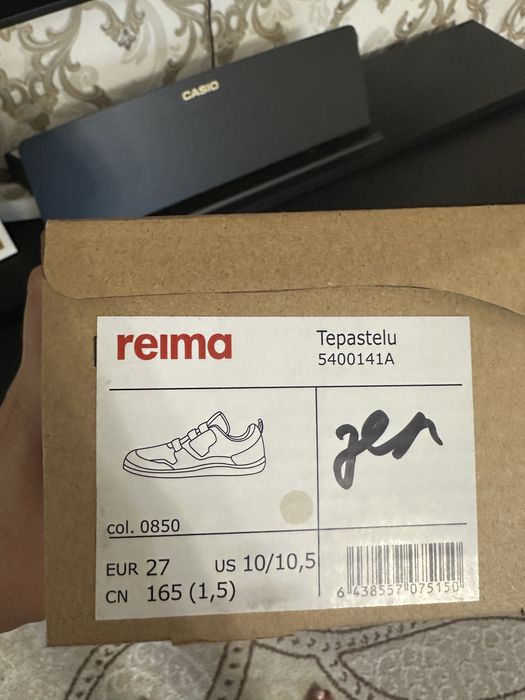 CASIO
reima
Tepastelu
5400141A
col. 0850
EUR 27 US 10/10,5
CN 165 (1,5)
6 438557 075150